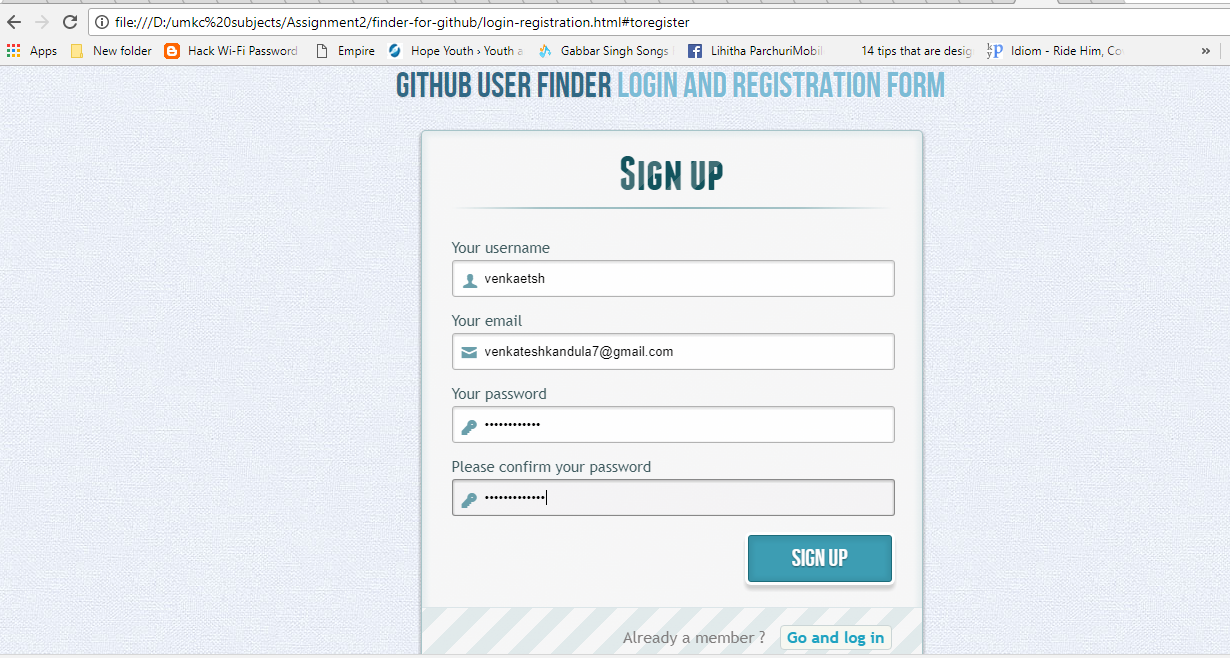 file:///D:/umkc%20subjects/Assignment2/finder-for-github/login-registration.html#toregister
Apps New folder Hack Wi-Fi Password Empire Hope Youth › Youth a Gabbar Singh Songs Lihitha ParchuriMobil 14 tips that are desig Idiom - Ride Him, Co »
GITHUB USER FINDER LOGIN AND REGISTRATION FORM
SIGN UP
Your username
venkaetsh
Your email
venkateshkandula7@gmail.com
Your password
••••••••••••
Please confirm your password
•••••••••••••
SIGN UP
Already a member ? Go and log in